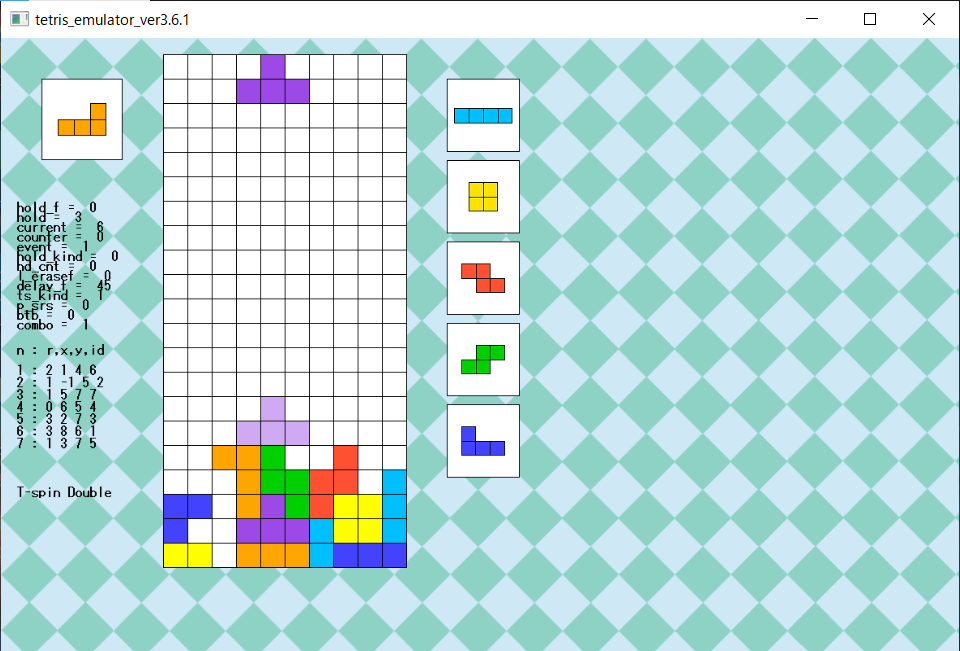 tetris_emulator_ver3.6.1
hold_f = 0
hold = 3
current = 6
counter = 0
event = 1
hold_kind = 0
hd_cnt = 0
l_erasef = 0
delay_f = 45
ts_kind = 1
p_srs = 0
btb = 0
combo = 1
n : r,x,y,id
1 : 2 1 4 6
2 : 1 -1 5 2
3 : 1 5 7 7
4 : 0 6 5 4
5 : 3 2 7 3
6 : 3 8 6 1
7 : 1 3 7 5
T-spin Double